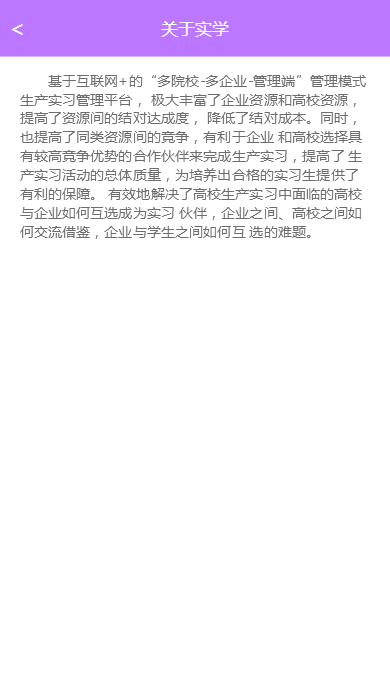 < 关于实学
基于互联网+的“多院校-多企业-管理端”管理模式
生产实习管理平台， 极大丰富了企业资源和高校资源，
提高了资源间的结对达成度， 降低了结对成本。同时，
也提高了同类资源间的竞争，有利于企业 和高校选择具
有较高竞争优势的合作伙伴来完成生产实习，提高了 生
产实习活动的总体质量，为培养出合格的实习生提供了
有利的保障。 有效地解决了高校生产实习中面临的高校
与企业如何互选成为实习 伙伴，企业之间、高校之间如
何交流借鉴，企业与学生之间如何互 选的难题。